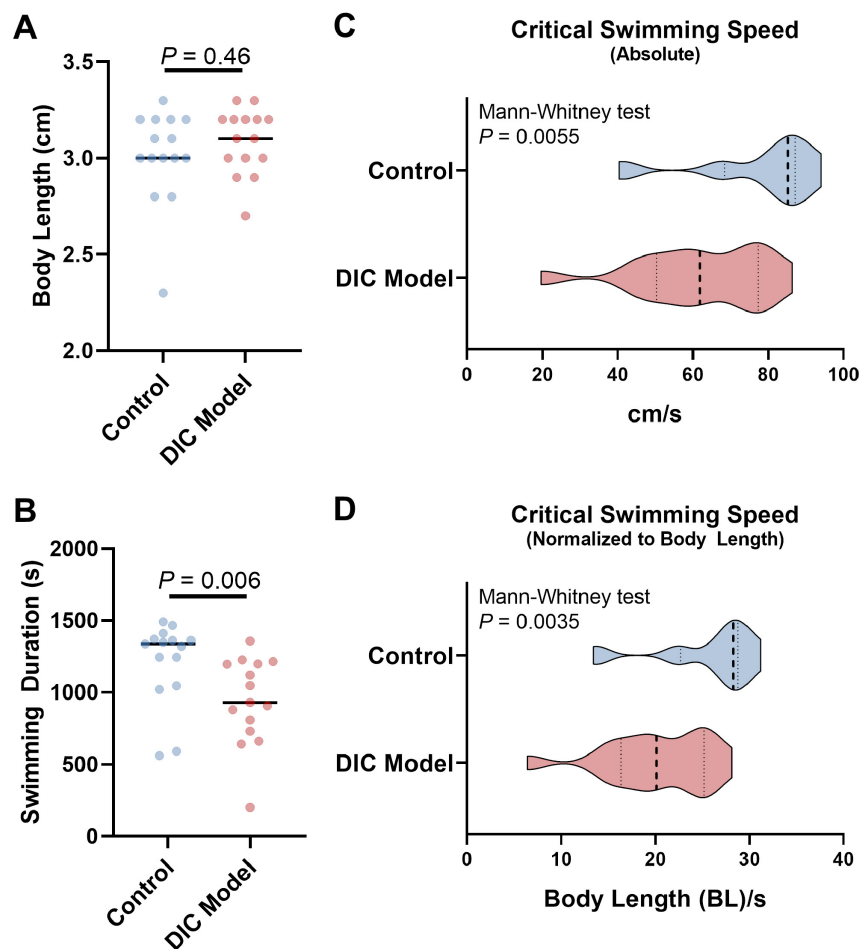 A
P = 0.46
3.5
3.0
2.5
2.0
Body Length (cm)
Control
DIC Model
B
P = 0.006
2000
1500
1000
500
0
Swimming Duration (s)
Control
DIC Model
C
Critical Swimming Speed
(Absolute)
Mann-Whitney test
P = 0.0055
Control
DIC Model
0 20 40 60 80 100
cm/s
D
Critical Swimming Speed
(Normalized to Body Length)
Mann-Whitney test
P = 0.0035
Control
DIC Model
0 10 20 30 40
Body Length (BL)/s